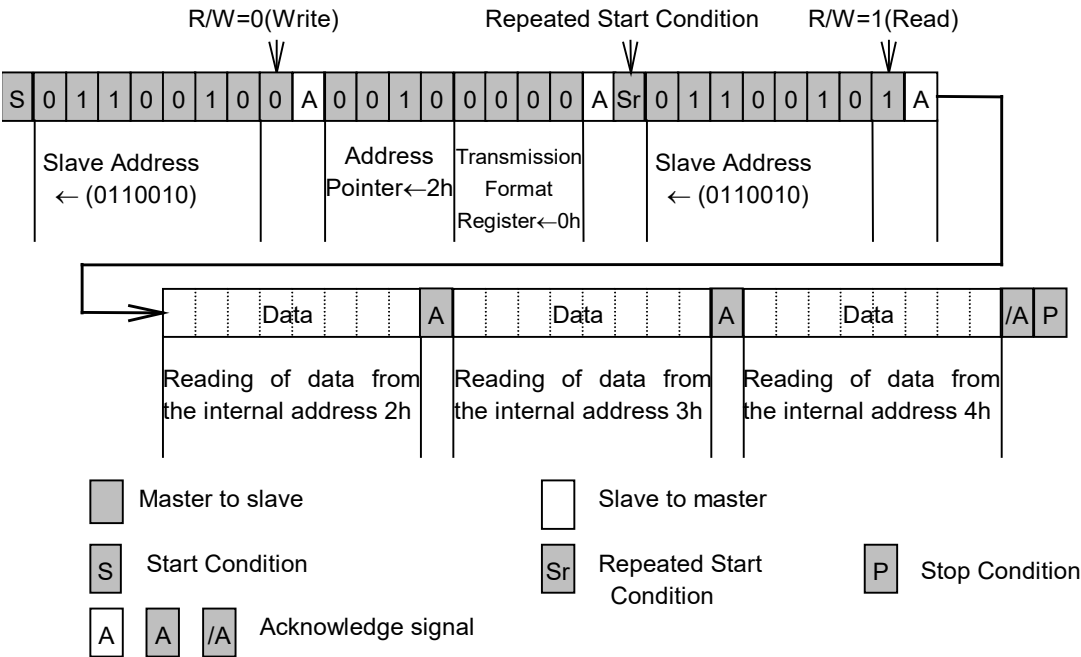 R/W=0(Write) Repeated Start Condition R/W=1(Read)
S 0 1 1 0 0 1 0 0 A 0 0 1 0 0 0 0 0 A Sr 0 1 1 0 0 1 0 1 A
Slave Address
← (0110010)
Address
Pointer←2h
Transmission
Format
Register←0h
Slave Address
← (0110010)
Data A Data A Data /A P
Reading of data from
the internal address 2h
Reading of data from
the internal address 3h
Reading of data from
the internal address 4h
Master to slave
Slave to master
S Start Condition
Sr Repeated Start
Condition
P Stop Condition
A A /A Acknowledge signal